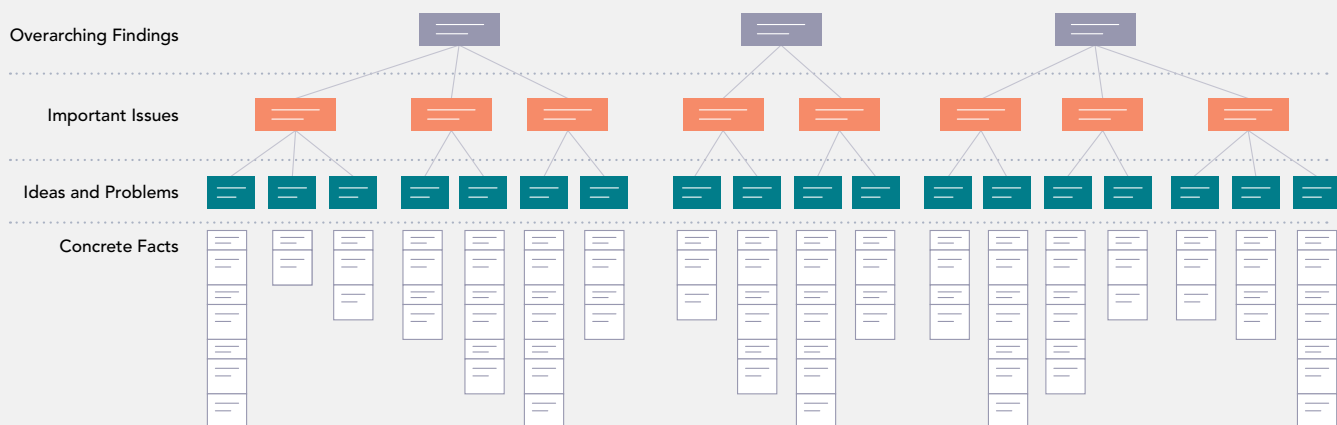 Overarching Findings
Important Issues
Ideas and Problems
Concrete Facts